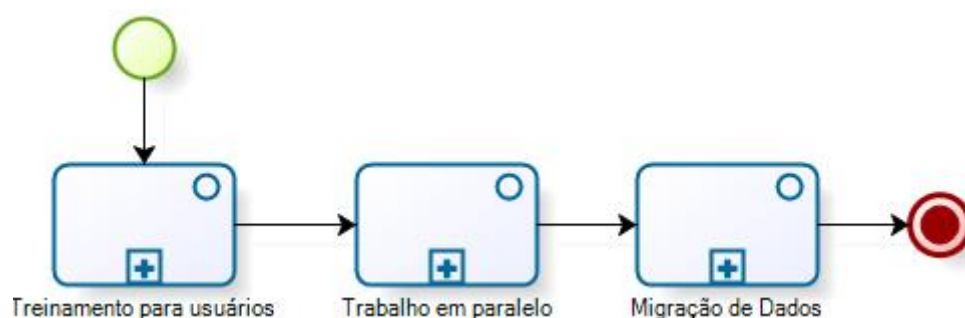 Treinamento para usuários
Trabalho em paralelo
Migração de Dados